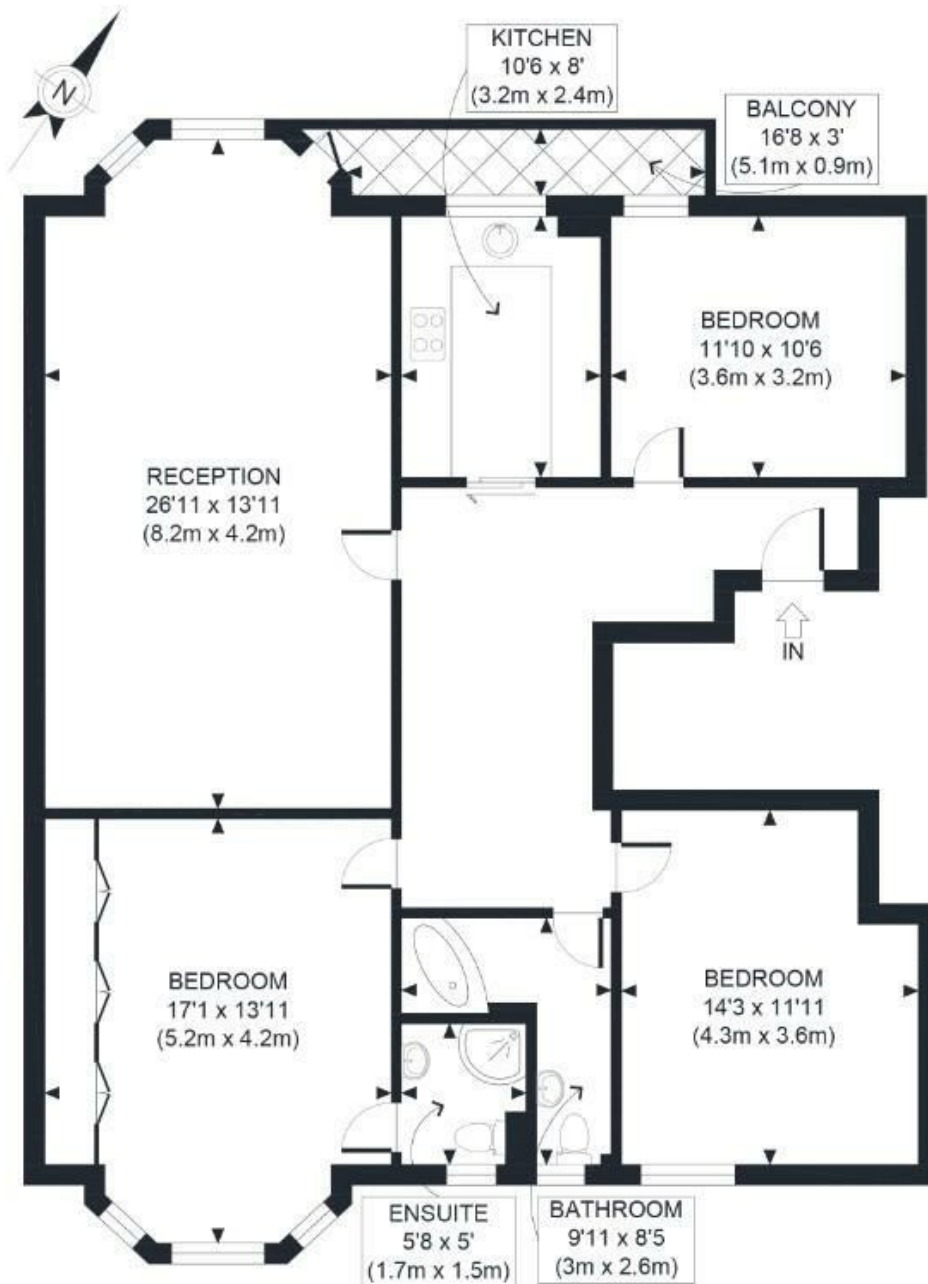 N
KITCHEN
10'6 x 8'
(3.2m x 2.4m)
BALCONY
16'8 x 3'
(5.1m x 0.9m)
BEDROOM
11'10 x 10'6
(3.6m x 3.2m)
RECEPTION
26'11 x 13'11
(8.2m x 4.2m)
IN
BEDROOM
17'1 x 13'11
(5.2m x 4.2m)
BEDROOM
14'3 x 11'11
(4.3m x 3.6m)
ENSUITE
5'8 x 5'
(1.7m x 1.5m)
BATHROOM
9'11 x 8'5
(3m x 2.6m)